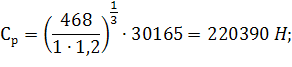 Cр = (468 / (1 · 1,2))^(1/3) · 30165 = 220390 H;